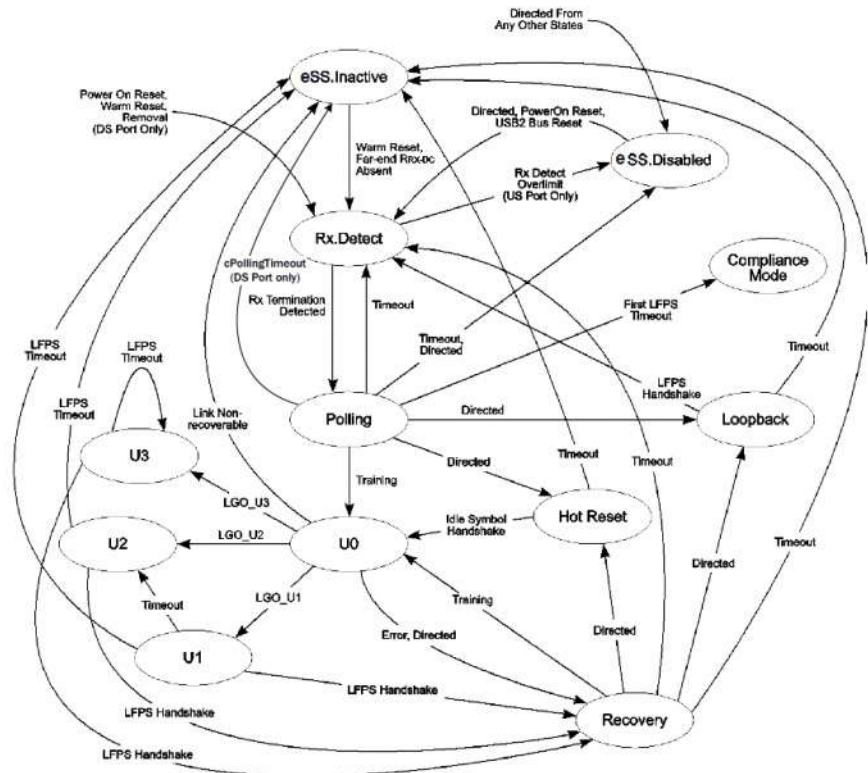 Directed From
Any Other States
eSS.Inactive
Power On Reset,
Warm Reset,
Removal
(DS Port Only)
Directed, PowerOn Reset,
USB2 Bus Reset
eSS.Disabled
Warm Reset,
Far-end RRX-DC
Absent
Rx Detect
Overlimit
(US Port Only)
Rx.Detect
cPollingTimeout
(DS Port only)
Compliance
Mode
Rx Termination
Detected
Timeout
First LFPS
Timeout
Timeout,
Directed
LFPS
Timeout
LFPS
Timeout
LFPS
Timeout
Timeout
LFPS
Handshake
Link Non-
recoverable
Polling
Directed
Loopback
U3
Directed
Timeout
Timeout
Training
LGO_U3
Idle Symbol
Handshake
Hot Reset
U2
LGO_U2
U0
Timeout
Directed
LGO_U1
Training
Timeout
Error, Directed
Directed
U1
LFPS Handshake
LFPS Handshake
Recovery
LFPS Handshake